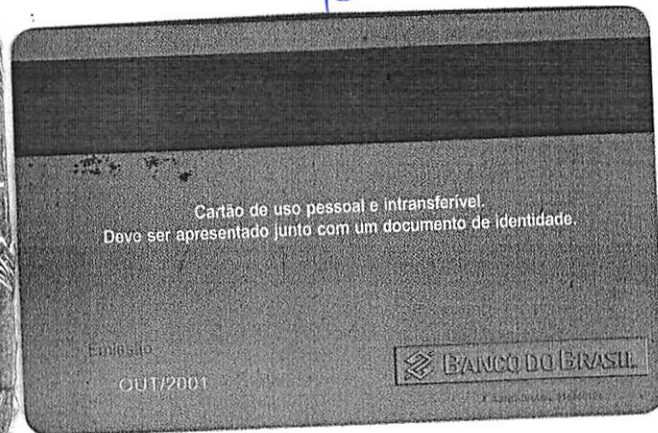 Cartão de uso pessoal e intransferível.
Deve ser apresentado junto com um documento de identidade.
Emissão
OUT/2001
BANCO DO BRASIL